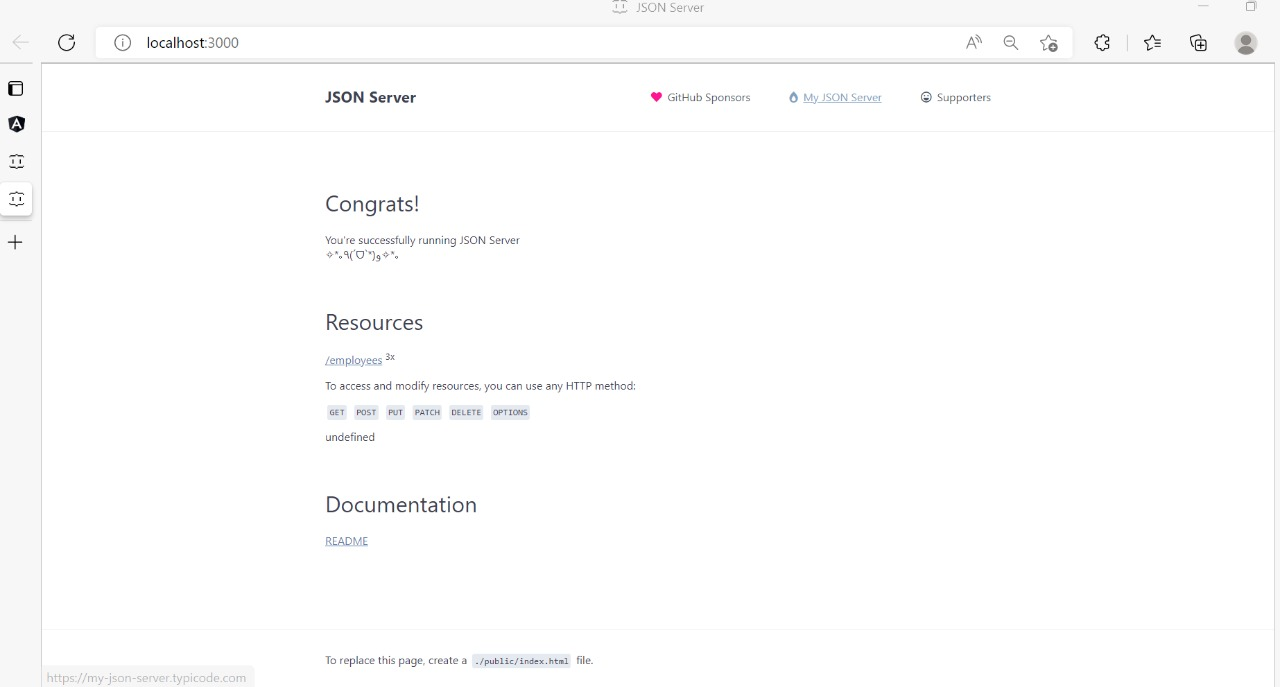 JSON Server
localhost:3000
JSON Server
GitHub Sponsors
My JSON Server
Supporters
Congrats!
You're successfully running JSON Server
✧*｡٩(ˊᗜˋ*)و✧*｡
Resources
/employees 3x
To access and modify resources, you can use any HTTP method:
GET POST PUT PATCH DELETE OPTIONS
undefined
Documentation
README
To replace this page, create a ./public/index.html file.
https://my-json-server.typicode.com